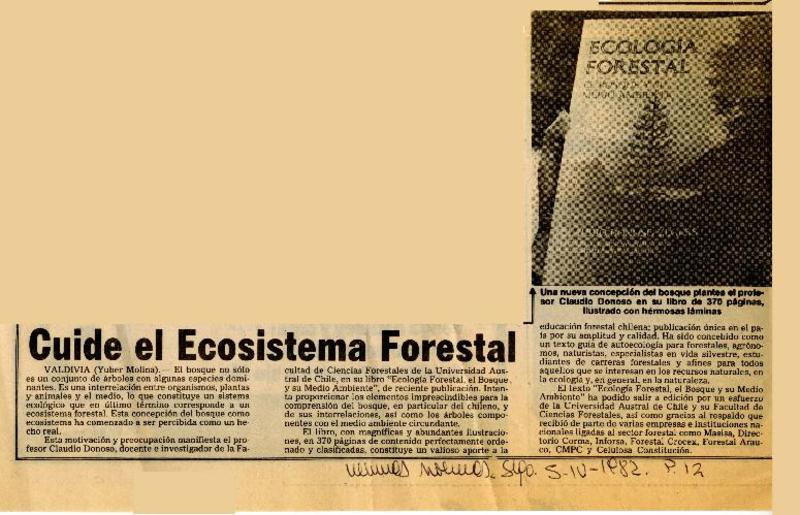 ECOLOGIA
FORESTAL
Una nueva concepción del bosque plantea el profe-
sor Claudio Donoso en su libro de 370 páginas,
ilustrado con hermosas láminas
Cuide el Ecosistema Forestal
VALDIVIA (Yuher Molina).— El bosque no sólo
es un conjunto de árboles con algunas especies domi-
nantes. Es una interrelación entre organismos, plantas
y animales y el medio, lo que constituye un sistema
ecológico que en último término corresponde a un
ecosistema forestal. Esta concepción del bosque como
ecosistema ha comenzado a ser percibida como un he-
cho real.
Esta motivación y preocupación manifiesta el pro-
fesor Claudio Donoso, docente e investigador de la Fa-
cultad de Ciencias Forestales de la Universidad Aus-
tral de Chile, en su libro "Ecología Forestal, el Bosque
y su Medio Ambiente", de reciente publicación. Inten-
ta proporcionar los elementos imprescindibles para la
comprensión del bosque, en particular del chileno, y
de sus interrelaciones, así como los árboles compo-
nentes con el medio ambiente circundante.
El libro, con magníficas y abundantes ilustracio-
nes, en 370 páginas de contenido perfectamente orde-
nado y clasificadas, constituye un valioso aporte a la
educación forestal chilena; publicación única en el pa-
ís por su amplitud y calidad. Ha sido concebido como
un texto guía de autoecología para forestales, agróno-
mos, naturistas, especialistas en vida silvestre, estu-
diantes de carreras forestales y afines para todos
aquellos que se interesan en los recursos naturales, en
la ecología y, en general, en la naturaleza.
El texto "Ecología Forestal, el Bosque y su Medio
Ambiente" ha podido salir a edición por un esfuerzo
de la Universidad Austral de Chile y su Facultad de
Ciencias Forestales, así como gracias al respaldo que
recibió de parte de varias empresas e instituciones na-
cionales ligadas al sector forestal como Masisa, Direc-
torio Corma, Inforsa, Forestal Crocex, Forestal Arau-
co, CMPC y Celulosa Constitución.
Stgo. 5-IV-1982. P. 12